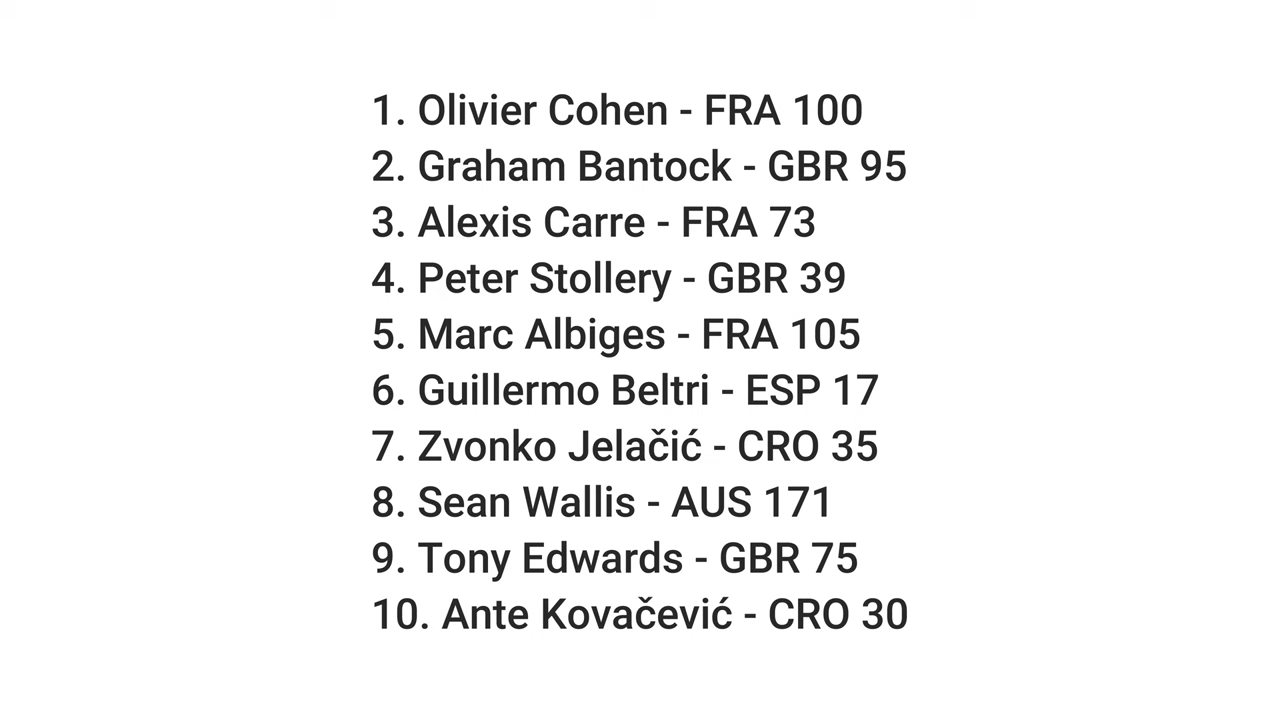 1. Olivier Cohen - FRA 100
2. Graham Bantock - GBR 95
3. Alexis Carre - FRA 73
4. Peter Stollery - GBR 39
5. Marc Albiges - FRA 105
6. Guillermo Beltri - ESP 17
7. Zvonko Jelačić - CRO 35
8. Sean Wallis - AUS 171
9. Tony Edwards - GBR 75
10. Ante Kovačević - CRO 30